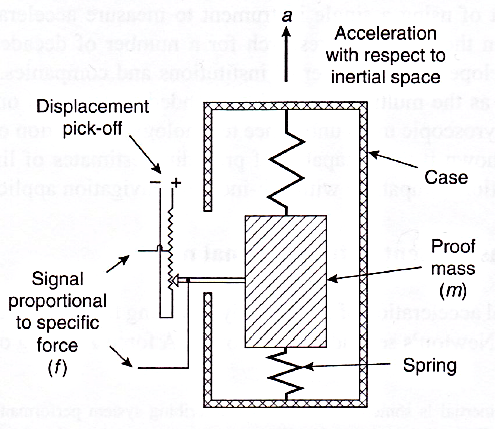 a
Acceleration
with respect to
inertial space
Displacement
pick-off
− +
Case
Proof
mass
(m)
Signal
proportional
to specific
force
(f)
Spring